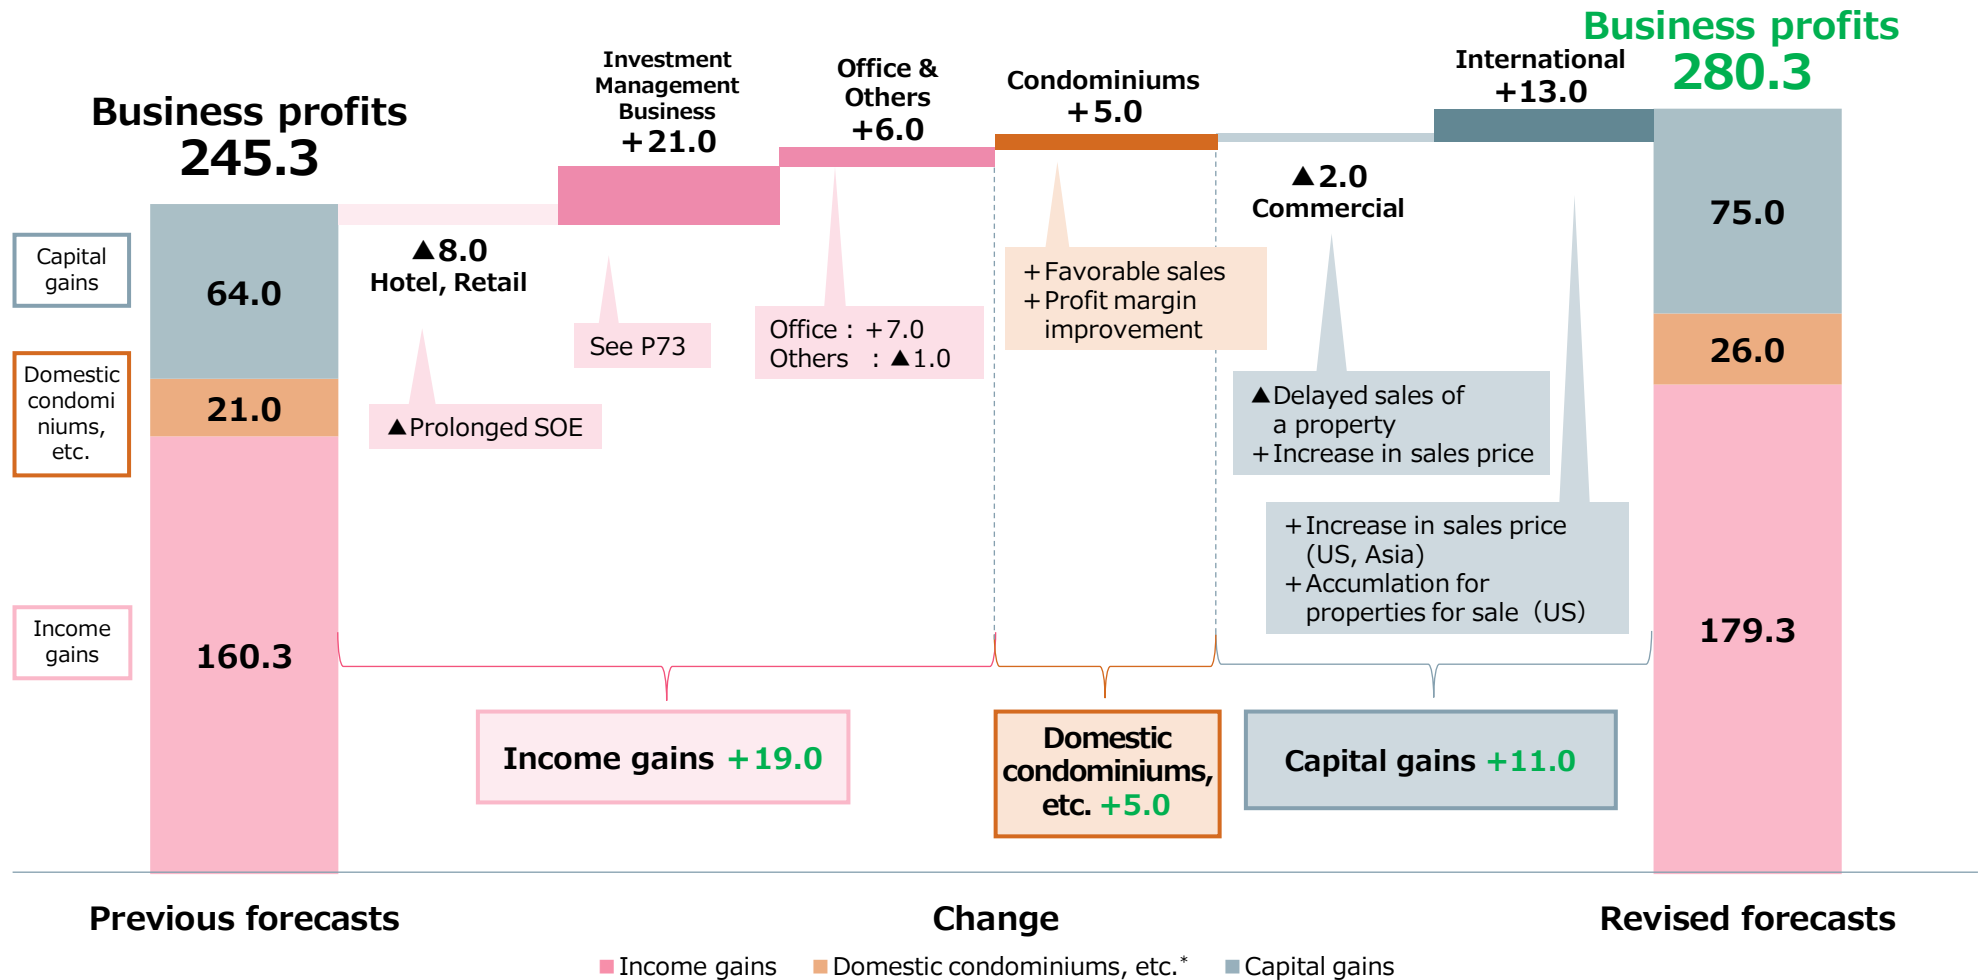 Business profits
245.3
Capital
gains
Domestic
condomi
niums,
etc.
Income
gains
64.0
21.0
160.3
▲8.0
Hotel, Retail
▲Prolonged SOE
Investment
Management
Business
+21.0
See P73
Office &
Others
+6.0
Office : +7.0
Others : ▲1.0
Condominiums
+5.0
+Favorable sales
+Profit margin
improvement
▲2.0
Commercial
▲Delayed sales of
a property
+Increase in sales price
International
+13.0
+Increase in sales price
(US, Asia)
+Accumlation for
properties for sale（US）
Business profits
280.3
75.0
26.0
179.3
Income gains +19.0
Domestic
condominiums,
etc. +5.0
Capital gains +11.0
Previous forecasts
Change
Revised forecasts
Income gains
Domestic condominiums, etc.*
Capital gains